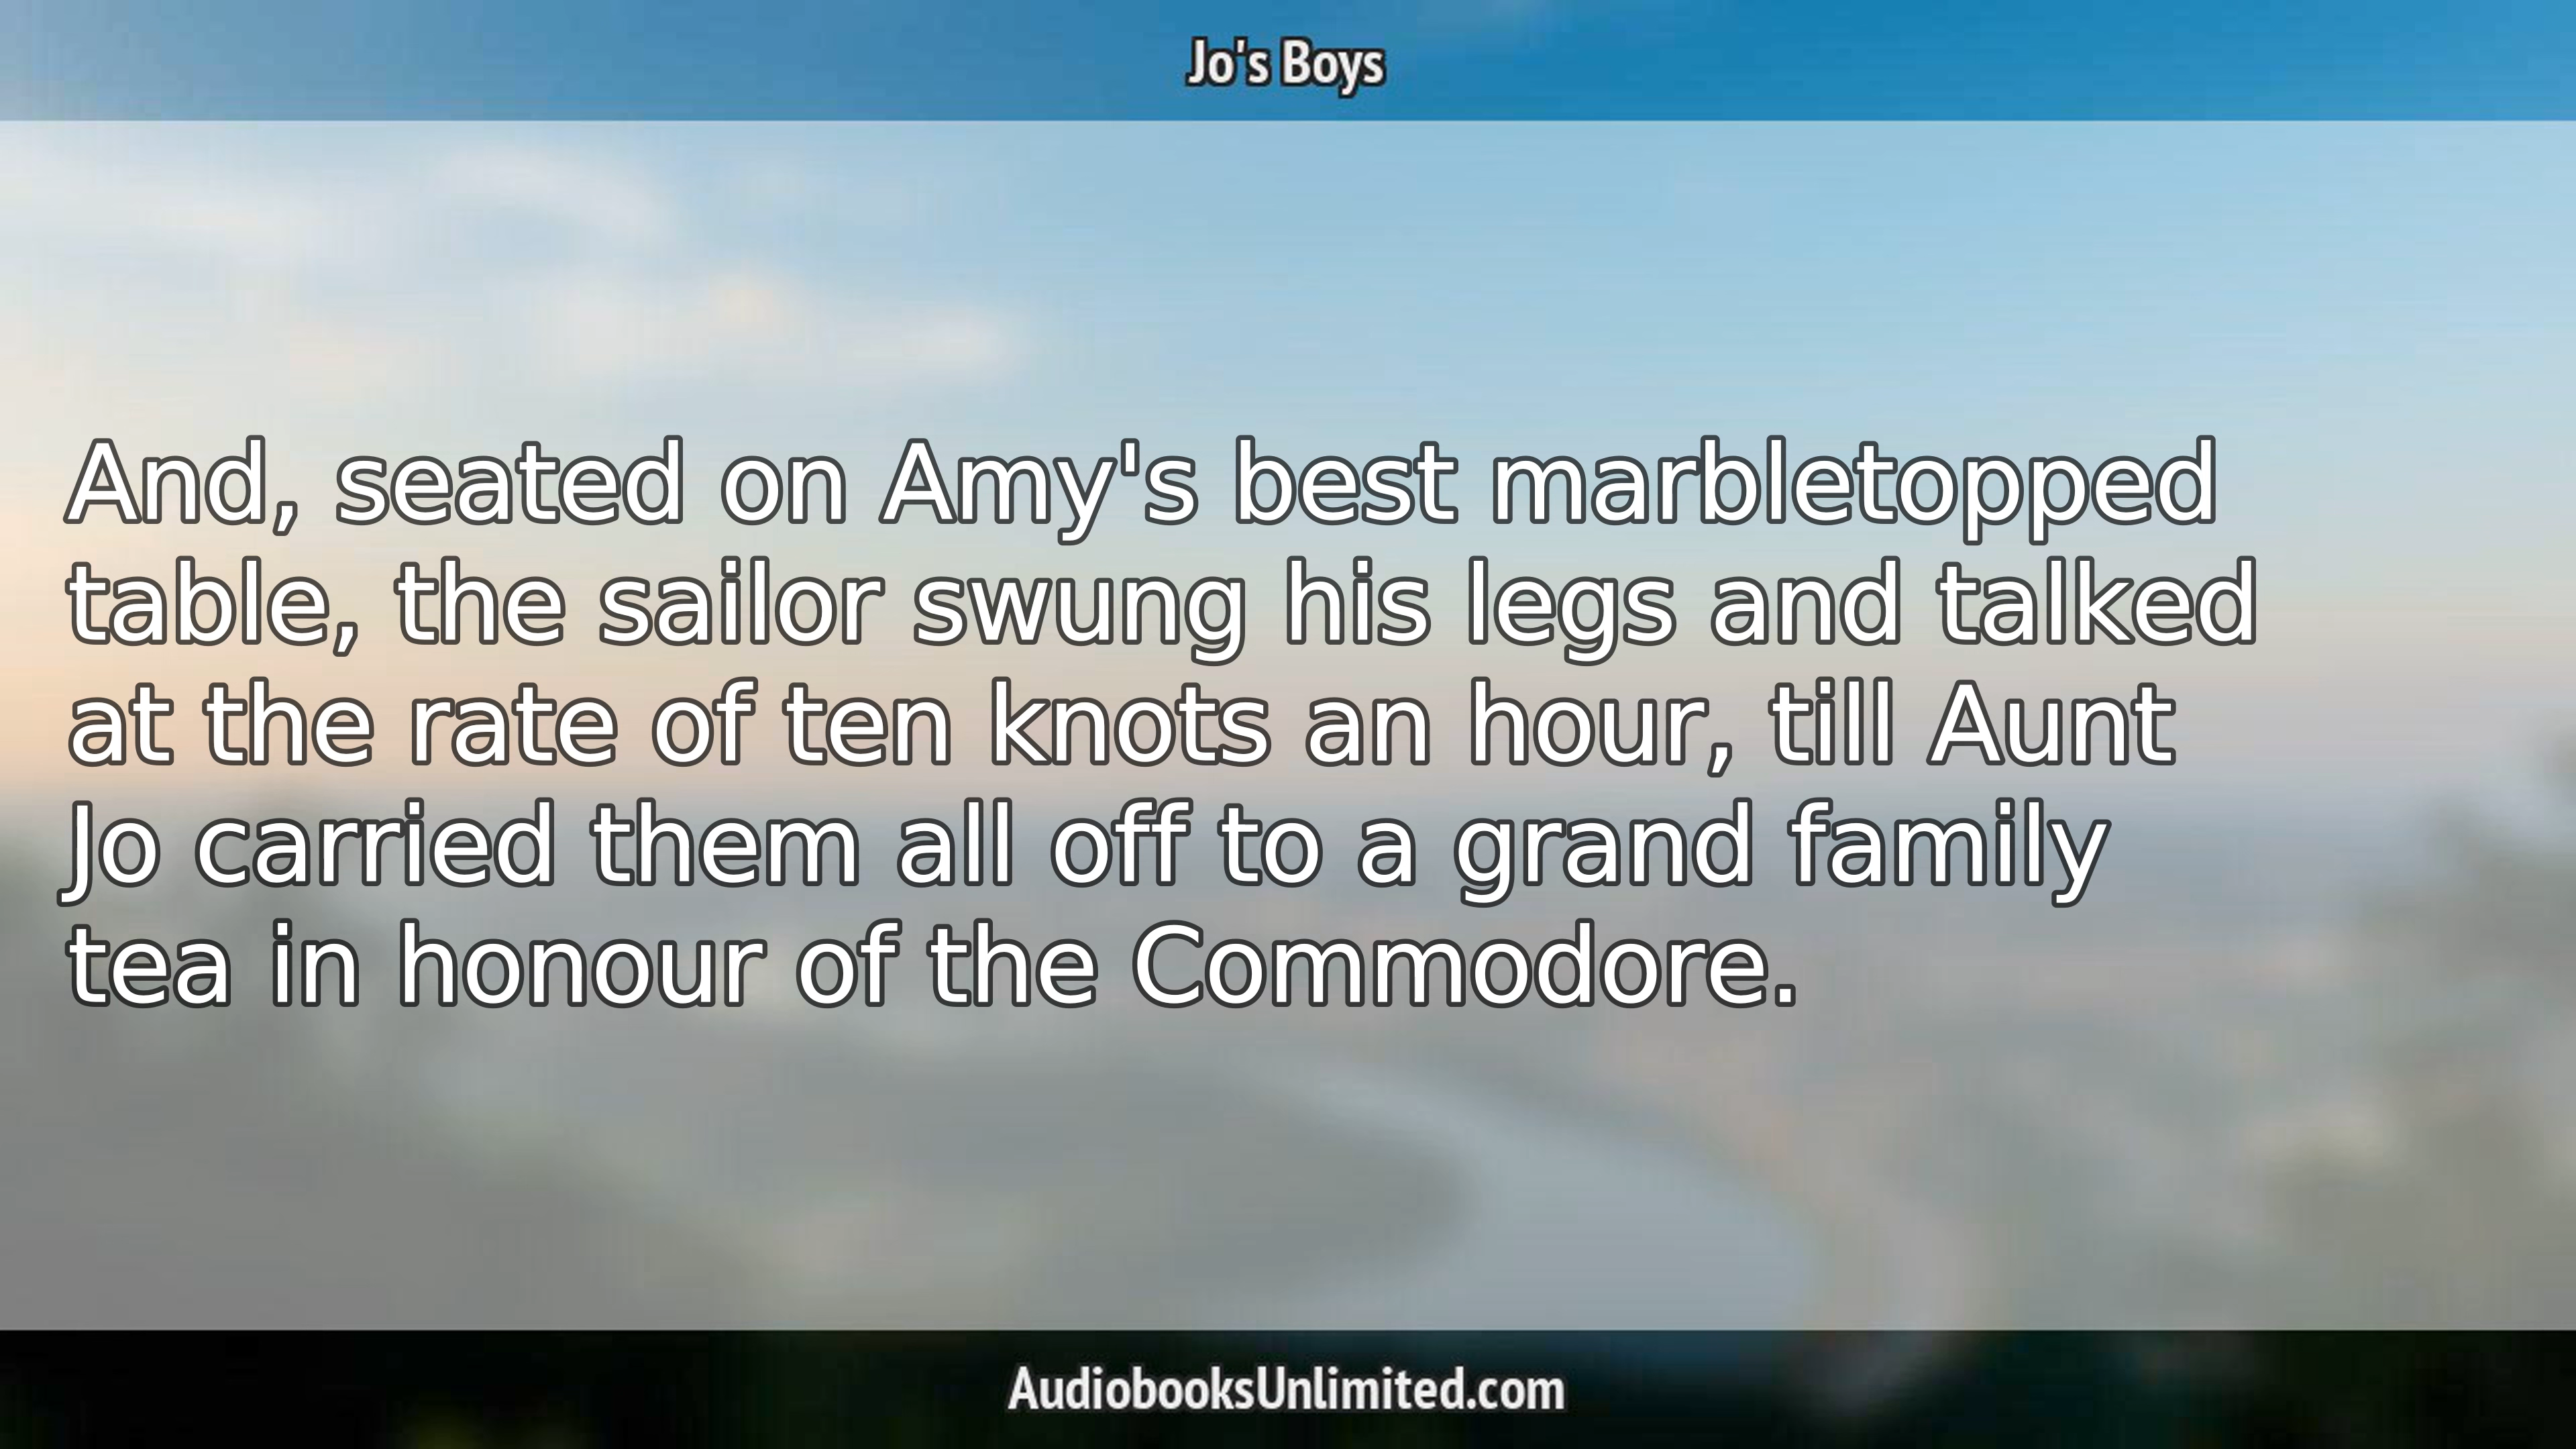 Jo's Boys
And, seated on Amy's best marbletopped
table, the sailor swung his legs and talked
at the rate of ten knots an hour, till Aunt
Jo carried them all off to a grand family
tea in honour of the Commodore.
AudiobooksUnlimited.com